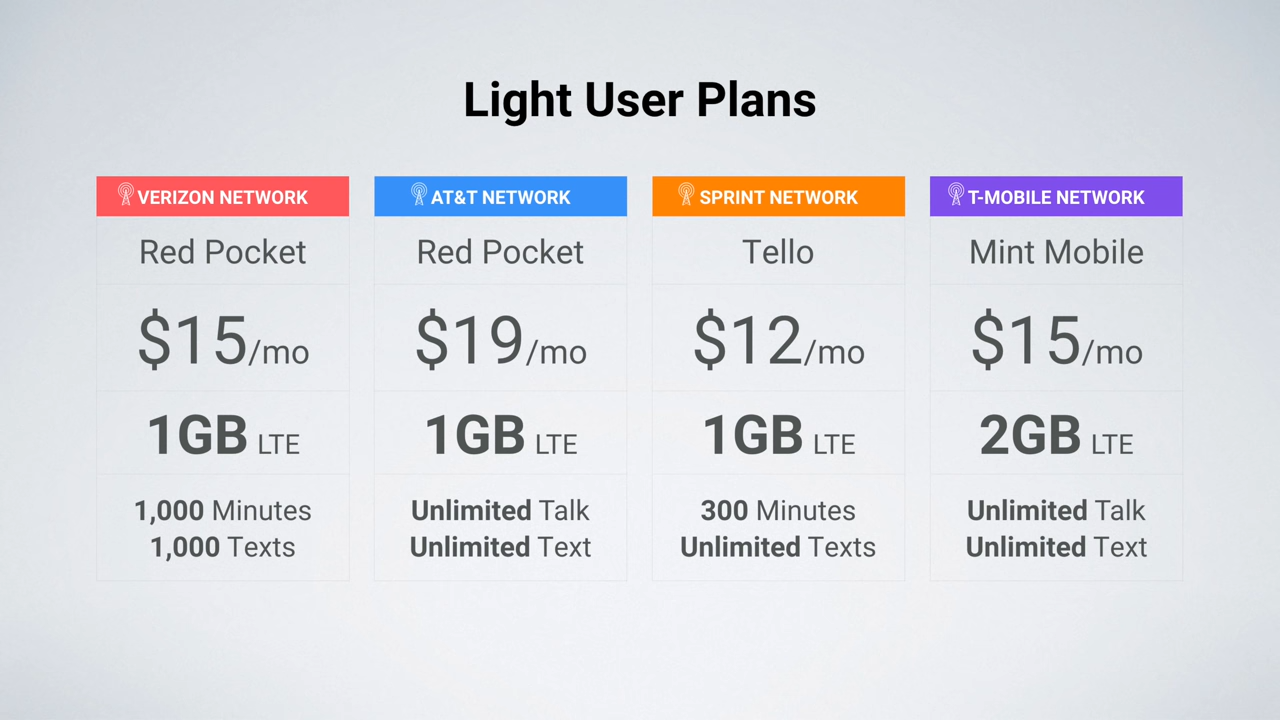 Light User Plans
VERIZON NETWORK
Red Pocket
$15/mo
1GB LTE
1,000 Minutes
1,000 Texts
AT&T NETWORK
Red Pocket
$19/mo
1GB LTE
Unlimited Talk
Unlimited Text
SPRINT NETWORK
Tello
$12/mo
1GB LTE
300 Minutes
Unlimited Texts
T-MOBILE NETWORK
Mint Mobile
$15/mo
2GB LTE
Unlimited Talk
Unlimited Text